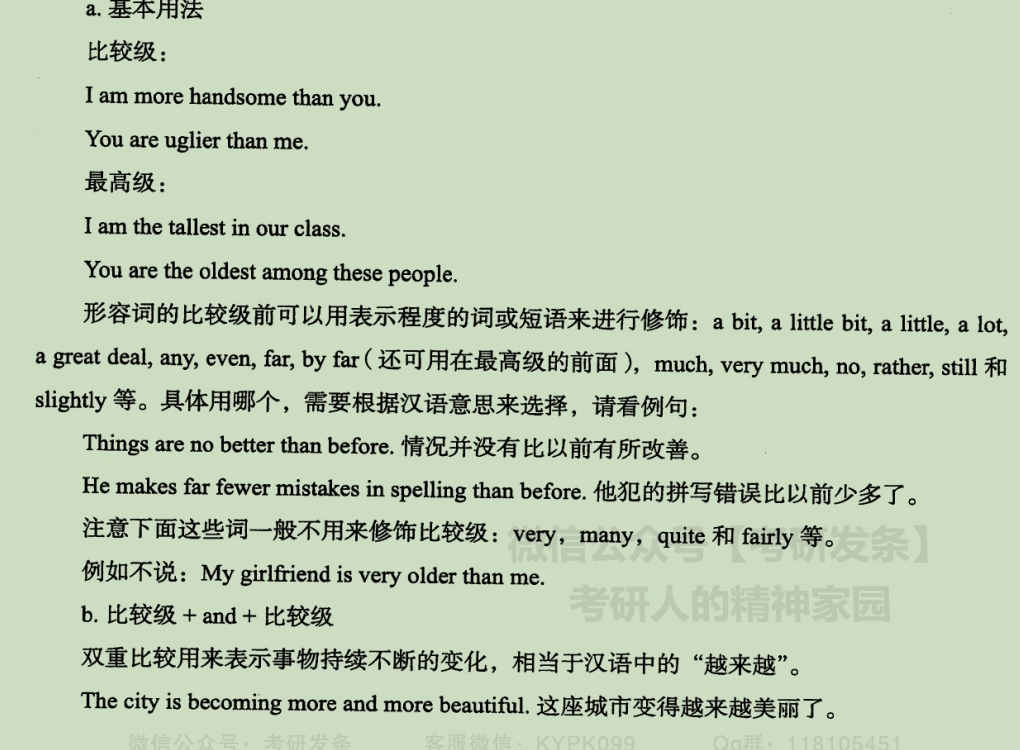 a. 基本用法
比较级：
I am more handsome than you.
You are uglier than me.
最高级：
I am the tallest in our class.
You are the oldest among these people.
形容词的比较级前可以用表示程度的词或短语来进行修饰：a bit, a little bit, a little, a lot,
a great deal, any, even, far, by far（还可用在最高级的前面），much, very much, no, rather, still 和
slightly 等。具体用哪个，需要根据汉语意思来选择，请看例句：
Things are no better than before. 情况并没有比以前有所改善。
He makes far fewer mistakes in spelling than before. 他犯的拼写错误比以前少多了。
注意下面这些词一般不用来修饰比较级：very，many，quite 和 fairly 等。
微信公众号【考研发条】
例如不说：My girlfriend is very older than me.
考研人的精神家园
b. 比较级 + and + 比较级
双重比较用来表示事物持续不断的变化，相当于汉语中的“越来越”。
The city is becoming more and more beautiful. 这座城市变得越来越美丽了。
微信公众号：考研发条 客服微信：KYPK099 Qq群：118105451